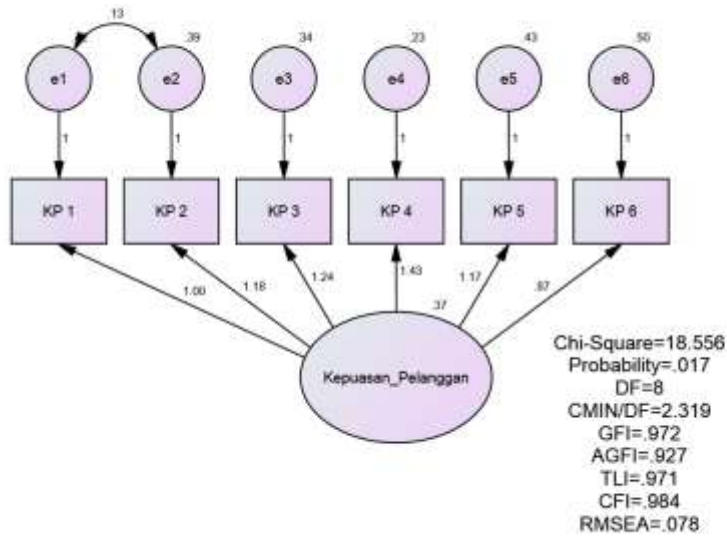 .13
.39 .34 .23 .43 .50
e1 e2 e3 e4 e5 e6
1 1 1 1 1 1
KP 1 KP 2 KP 3 KP 4 KP 5 KP 6
1.00 1.18 1.24 1.43 1.17 .87
.37
Kepuasan_Pelanggan
Chi-Square=18.556
Probability=.017
DF=8
CMIN/DF=2.319
GFI=.972
AGFI=.927
TLI=.971
CFI=.984
RMSEA=.078